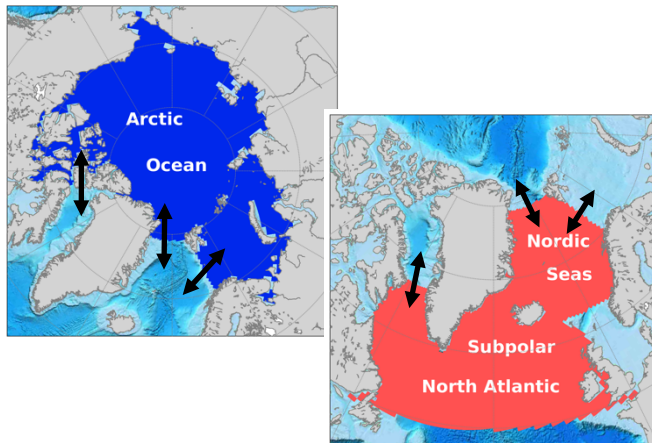 Arctic
Ocean
Nordic
Seas
Subpolar
North Atlantic